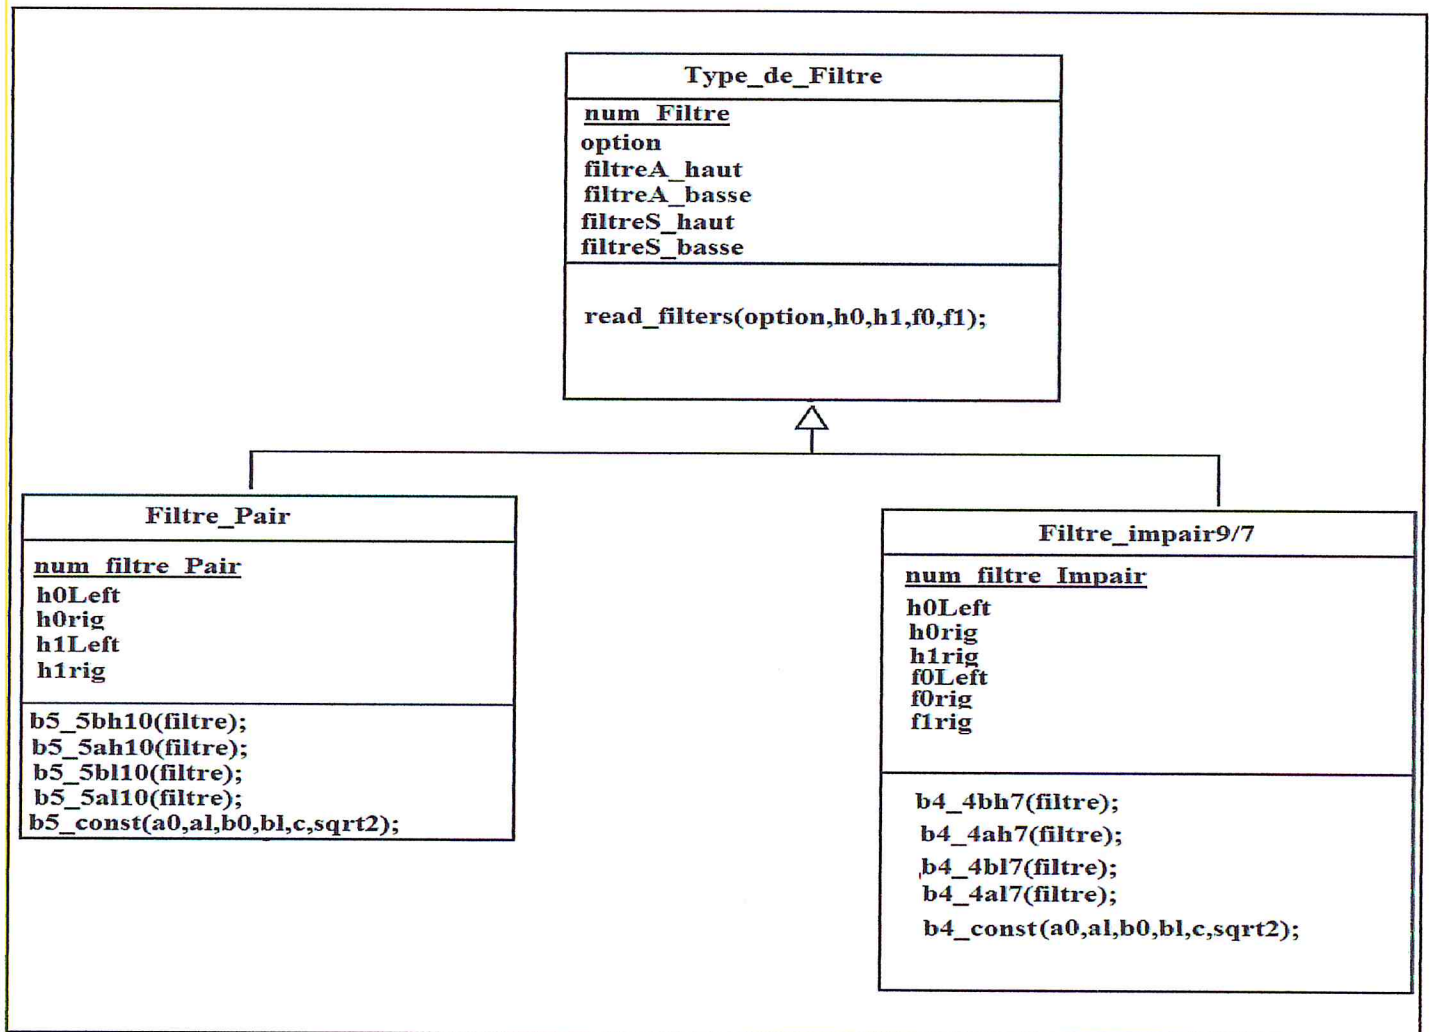 Type_de_Filtre
num_Filtre
option
filtreA_haut
filtreA_basse
filtreS_haut
filtreS_basse
read_filters(option,h0,h1,f0,f1);
Filtre_Pair
num_filtre_Pair
h0Left
h0rig
h1Left
h1rig
b5_5bh10(filtre);
b5_5ah10(filtre);
b5_5bl10(filtre);
b5_5al10(filtre);
b5_const(a0,al,b0,bl,c,sqrt2);
Filtre_impair9/7
num_filtre_Impair
h0Left
h0rig
h1rig
f0Left
f0rig
f1rig
b4_4bh7(filtre);
b4_4ah7(filtre);
b4_4bl7(filtre);
b4_4al7(filtre);
b4_const(a0,al,b0,bl,c,sqrt2);